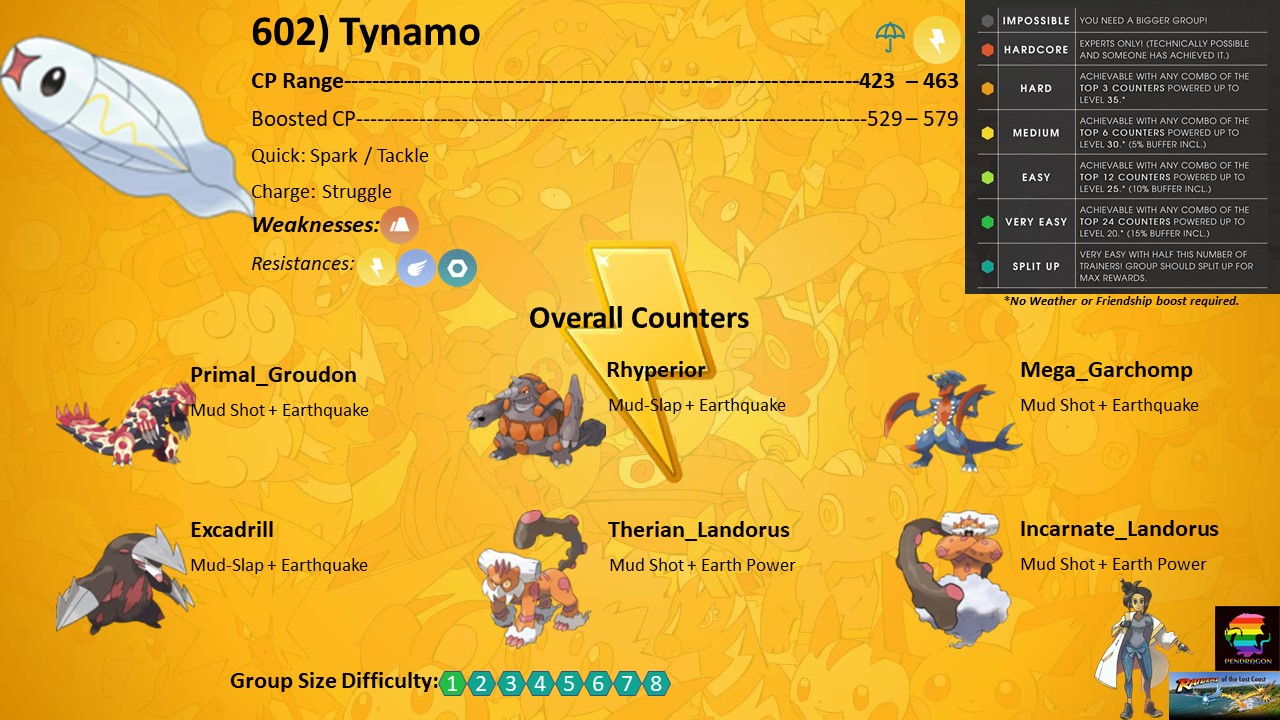 602) Tynamo
CP Range--------------------------------------------------------------------------423 – 463
Boosted CP-------------------------------------------------------------------------529 – 579
Quick: Spark / Tackle
Charge: Struggle
Weaknesses:
Resistances:
IMPOSSIBLE YOU NEED A BIGGER GROUP!
HARDCORE EXPERTS ONLY! (TECHNICALLY POSSIBLE
AND SOMEONE HAS ACHIEVED IT.)
HARD ACHIEVABLE WITH ANY COMBO OF THE
TOP 3 COUNTERS POWERED UP TO
LEVEL 35.*
MEDIUM ACHIEVABLE WITH ANY COMBO OF THE
TOP 6 COUNTERS POWERED UP TO
LEVEL 30.* (5% BUFFER INCL.)
EASY ACHIEVABLE WITH ANY COMBO OF THE
TOP 12 COUNTERS POWERED UP TO
LEVEL 25.* (10% BUFFER INCL.)
VERY EASY ACHIEVABLE WITH ANY COMBO OF THE
TOP 24 COUNTERS POWERED UP TO
LEVEL 20.* (15% BUFFER INCL.)
SPLIT UP VERY EASY WITH HALF THIS NUMBER OF
TRAINERS! GROUP SHOULD SPLIT UP FOR
MAX REWARDS.
*No Weather or Friendship boost required.
Overall Counters
Primal_Groudon
Mud Shot + Earthquake
Rhyperior
Mud-Slap + Earthquake
Mega_Garchomp
Mud Shot + Earthquake
Excadrill
Mud-Slap + Earthquake
Therian_Landorus
Mud Shot + Earth Power
Incarnate_Landorus
Mud Shot + Earth Power
Group Size Difficulty: 1 2 3 4 5 6 7 8
PENDRAGON
RAIDERS of the Lost Coast